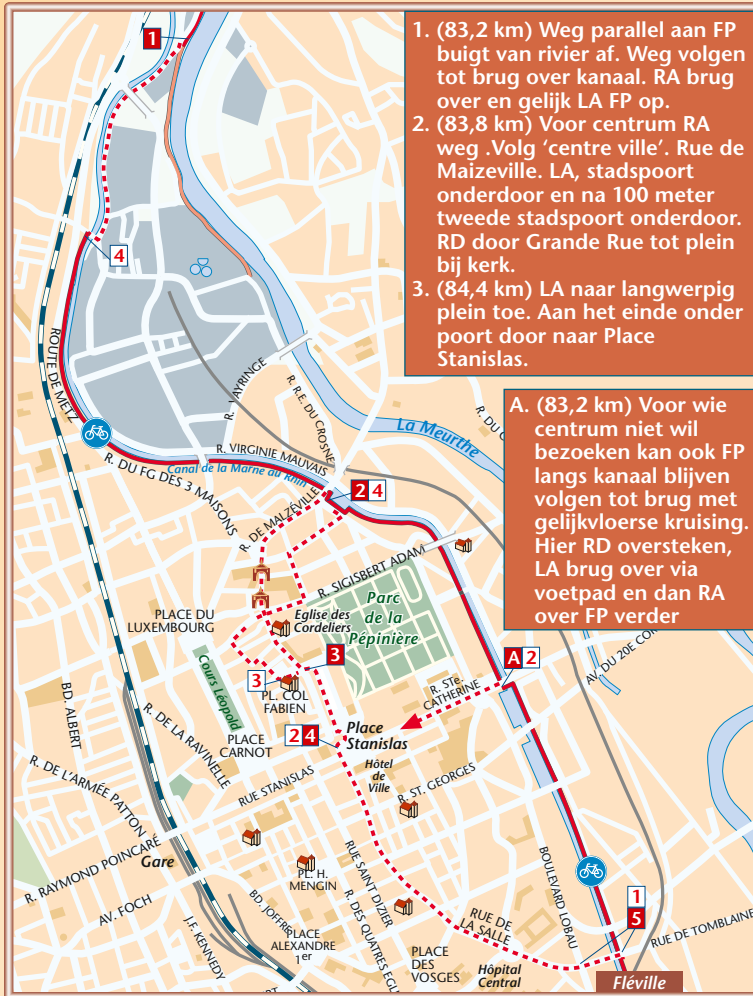 1. (83,2 km) Weg parallel aan FP
buigt van rivier af. Weg volgen
tot brug over kanaal. RA brug
over en gelijk LA FP op.
2. (83,8 km) Voor centrum RA
weg .Volg ‘centre ville’. Rue de
Maizeville. LA, stadspoort
onderdoor en na 100 meter
tweede stadspoort onderdoor.
RD door Grande Rue tot plein
bij kerk.
3. (84,4 km) LA naar langwerpig
plein toe. Aan het einde onder
poort door naar Place
Stanislas.
A. (83,2 km) Voor wie
centrum niet wil
bezoeken kan ook FP
langs kanaal blijven
volgen tot brug met
gelijkvloerse kruising.
Hier RD oversteken,
LA brug over via
voetpad en dan RA
over FP verder
1
4
ROUTE DE METZ
R. VAYRINGE
R. R.E. DU CROSNE
La Meurthe
R. VIRGINIE MAUVAIS
Canal de la Marne au Rhin
R. DU FG DES 3 MAISONS
R. DE MALZÉVILLE
2 4
R. SIGISBERT ADAM
Parc
de la
Pépinière
PLACE DU
LUXEMBOURG
Eglise des
Cordeliers
3
3
PL. COL
FABIEN
Cours Léopold
BD. ALBERT
R. DE LA RAVINELLE
PLACE
CARNOT
2 4
Place
Stanislas
Hôtel
de
Ville
R. STe.
CATHERINE
A 2
AV. DU 20E
R. DE L'ARMÉE PATTON
RUE STANISLAS
R. ST. GEORGES
R. RAYMOND POINCARÉ
Gare
PL. H.
MENGIN
RUE SAINT DIZIER
AV. FOCH
BD. JOFFRE
J.F. KENNEDY
PLACE
ALEXANDRE
1er
R. DES QUATRES
PLACE
DES
VOSGES
RUE DE
LA SALLE
Hôpital
Central
BOULEVARD LOBAU
1
5
RUE DE TOMBLAINE
Fléville